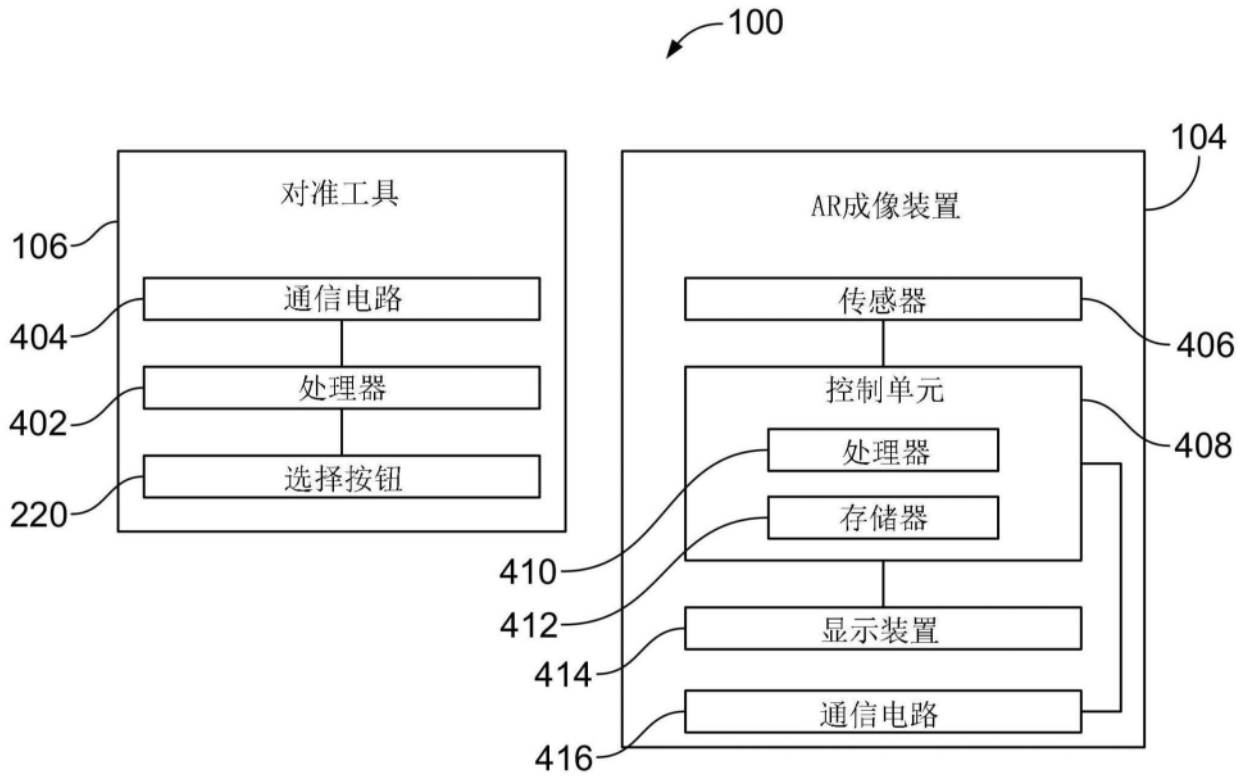 100
104
对准工具
AR成像装置
106
通信电路
传感器
404
406
处理器
控制单元
402
408
处理器
选择按钮
220
存储器
410
412
显示装置
414
通信电路
416